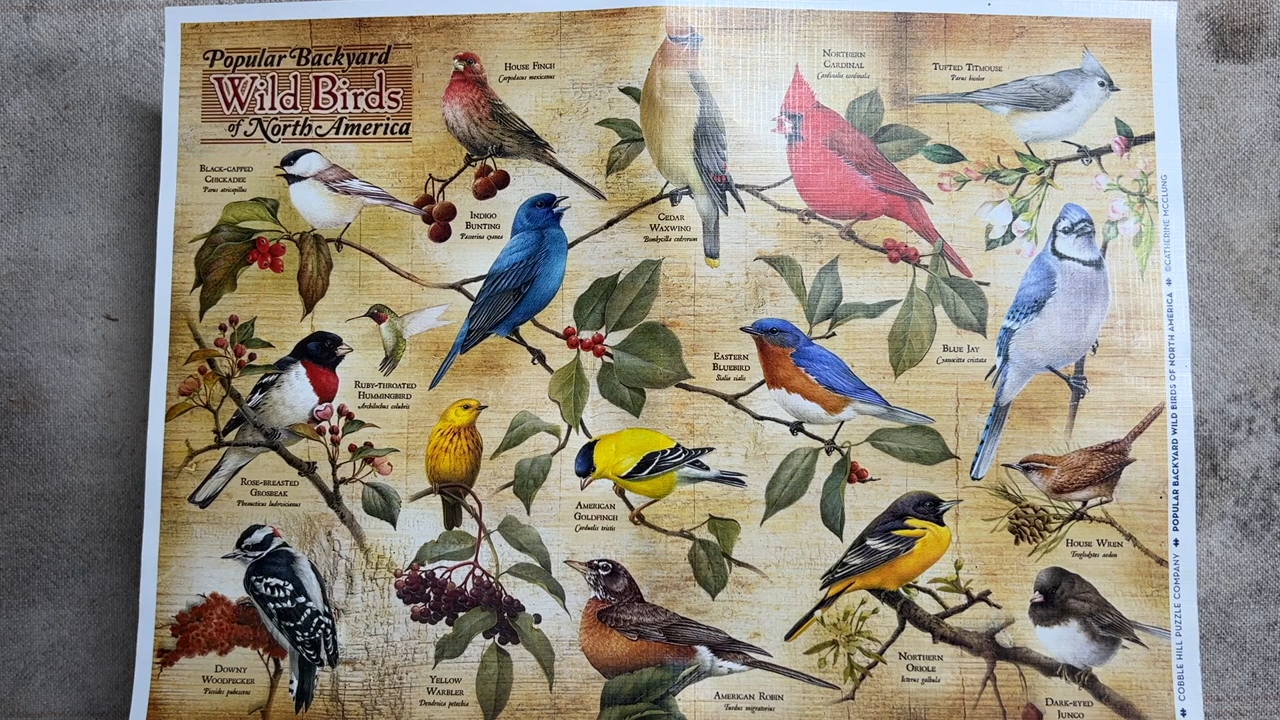 Popular Backyard
Wild Birds
of North America
HOUSE FINCH
Carpodacus mexicanus
NORTHERN
CARDINAL
Cardinalis cardinalis
TUFTED TITMOUSE
Parus bicolor
BLACK-CAPPED
CHICKADEE
Parus atricapillus
INDIGO
BUNTING
Passerina cyanea
CEDAR
WAXWING
Bombycilla cedrorum
BLUE JAY
Cyanocitta cristata
EASTERN
BLUEBIRD
Sialia sialis
RUBY-THROATED
HUMMINGBIRD
Archilochus colubris
ROSE-BREASTED
GROSBEAK
Pheucticus ludovicianus
AMERICAN
GOLDFINCH
Carduelis tristis
HOUSE WREN
Troglodytes aedon
DOWNY
WOODPECKER
Picoides pubescens
YELLOW
WARBLER
Dendroica petechia
AMERICAN ROBIN
Turdus migratorius
NORTHERN
ORIOLE
Icterus galbula
DARK-EYED
JUNCO
COBBLE HILL PUZZLE COMPANY POPULAR BACKYARD WILD BIRDS OF NORTH AMERICA ©CATHERINE MCCLUNG